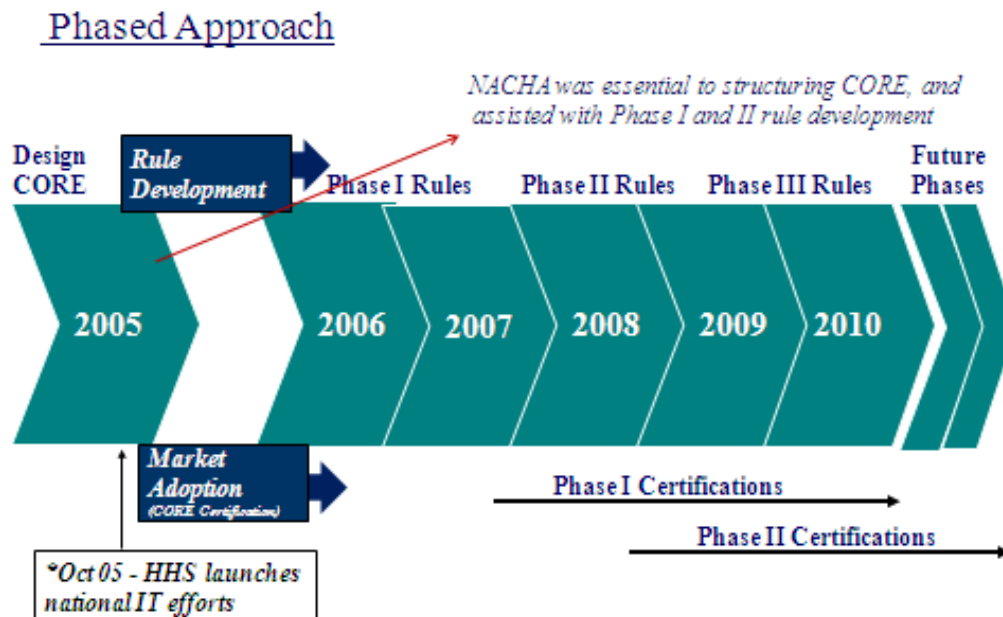 Phased Approach
NACHA was essential to structuring CORE, and
assisted with Phase I and II rule development
Design
CORE
Rule
Development
Phase I Rules
Phase II Rules
Phase III Rules
Future
Phases
2005
2006
2007
2008
2009
2010
Market
Adoption
(CORE Certification)
Phase I Certifications
Phase II Certifications
*Oct 05 - HHS launches
national IT efforts